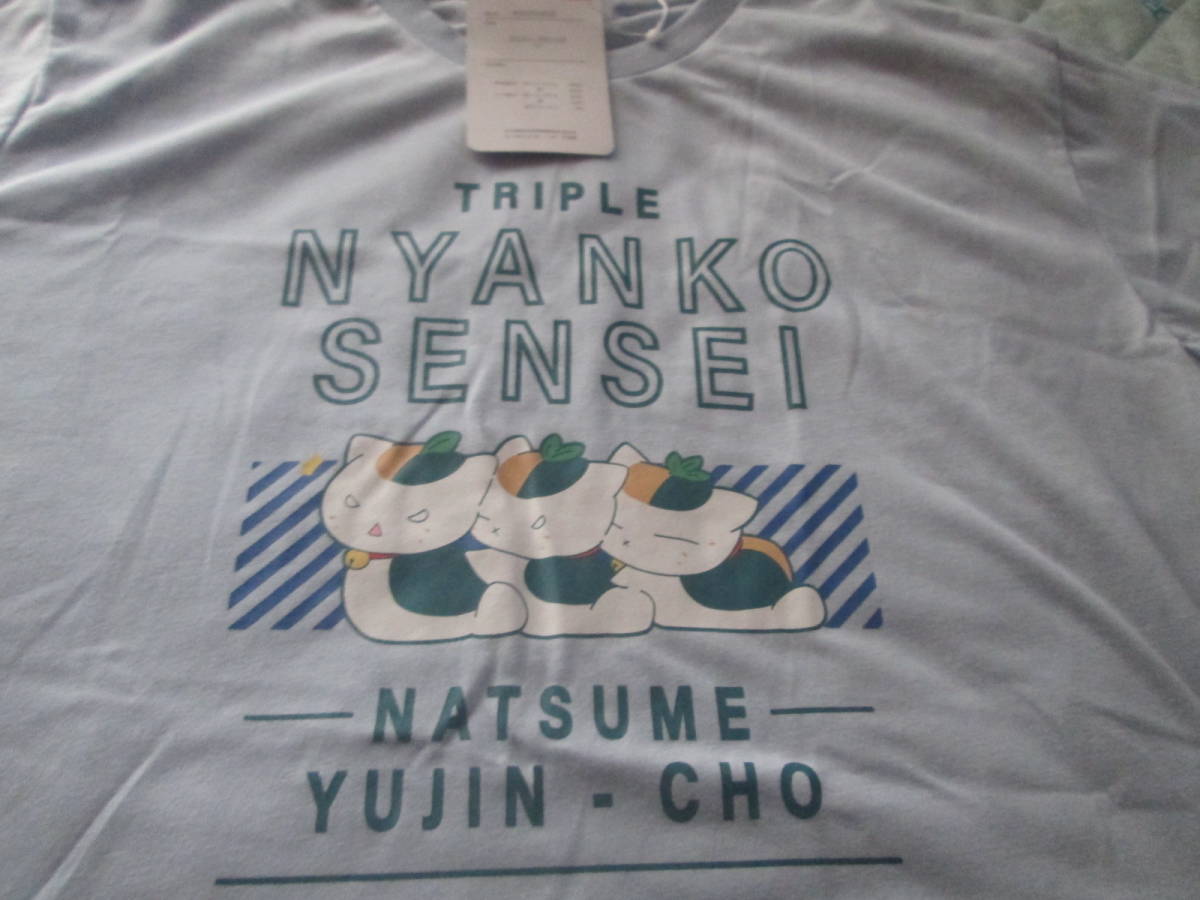 TRIPLE
NYANKO
SENSEI
NATSUME
YUJIN - CHO